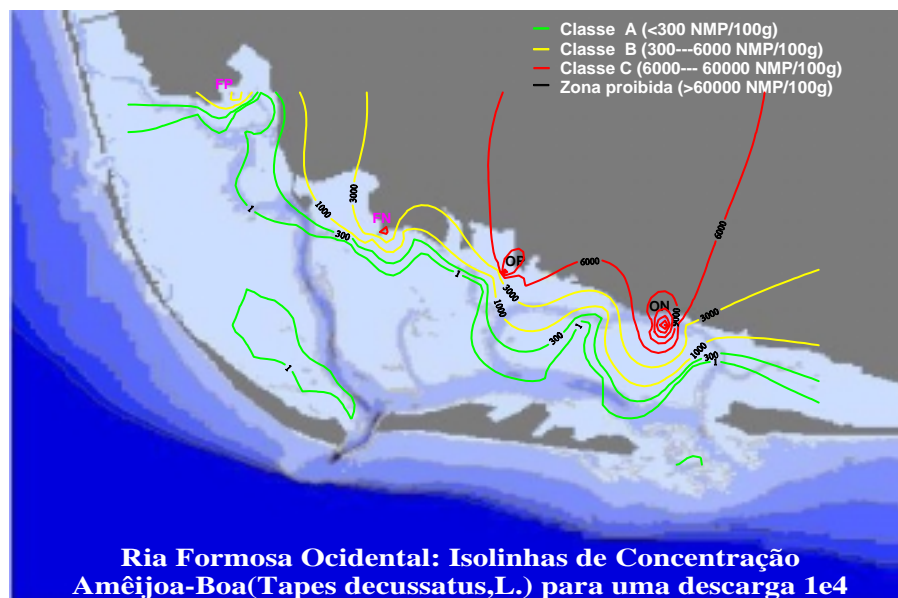 Classe A (<300 NMP/100g)
Classe B (300---6000 NMP/100g)
Classe C (6000--- 60000 NMP/100g)
Zona proibida (>60000 NMP/100g)
FP
1
1000
3000
FN
300
1
OF
6000
6000
3000
1000
ON
3000
300
1
1000
300
1
1
Ria Formosa Ocidental: Isolinhas de Concentração
Amêijoa-Boa(Tapes decussatus,L.) para uma descarga 1e4